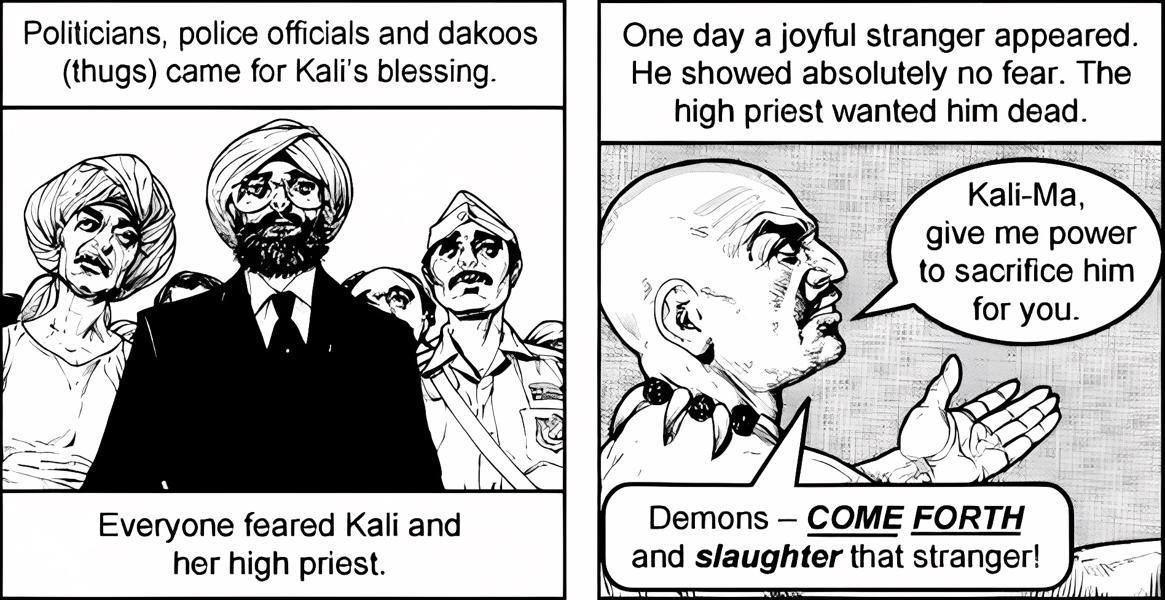 Politicians, police officials and dakoos
(thugs) came for Kali's blessing.
Everyone feared Kali and
her high priest.
One day a joyful stranger appeared.
He showed absolutely no fear. The
high priest wanted him dead.
Kali-Ma,
give me power
to sacrifice him
for you.
Demons – COME FORTH
and slaughter that stranger!